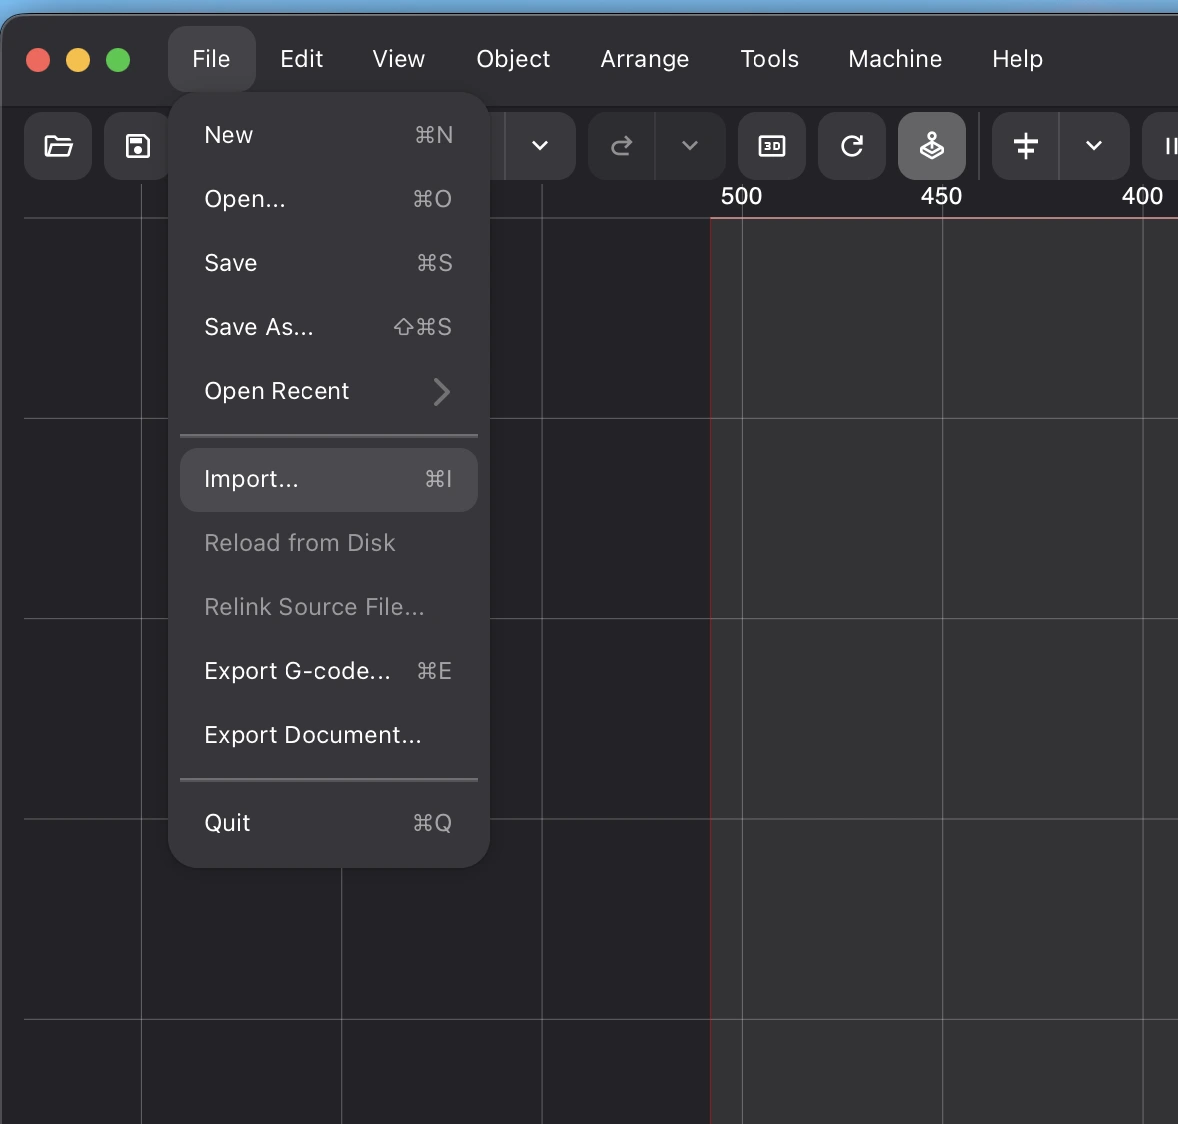 File Edit View Object Arrange Tools Machine Help
New ⌘N
Open... ⌘O
Save ⌘S
Save As... ⇧⌘S
Open Recent
Import... ⌘I
Reload from Disk
Relink Source File...
Export G-code... ⌘E
Export Document...
Quit ⌘Q
3D
500 450 400